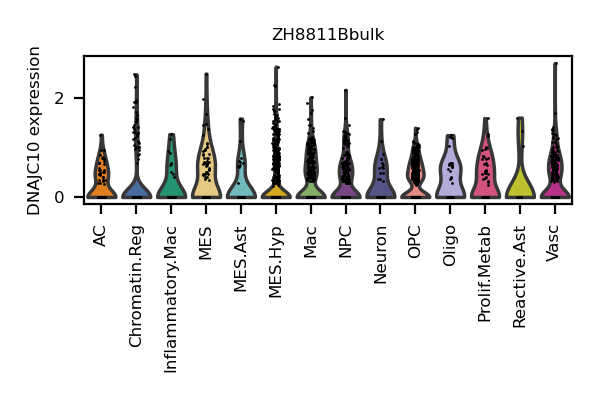 ZH8811Bbulk
DNAJC10 expression
2
0
AC
Chromatin.Reg
Inflammatory.Mac
MES
MES.Ast
MES.Hyp
Mac
NPC
Neuron
OPC
Oligo
Prolif.Metab
Reactive.Ast
Vasc